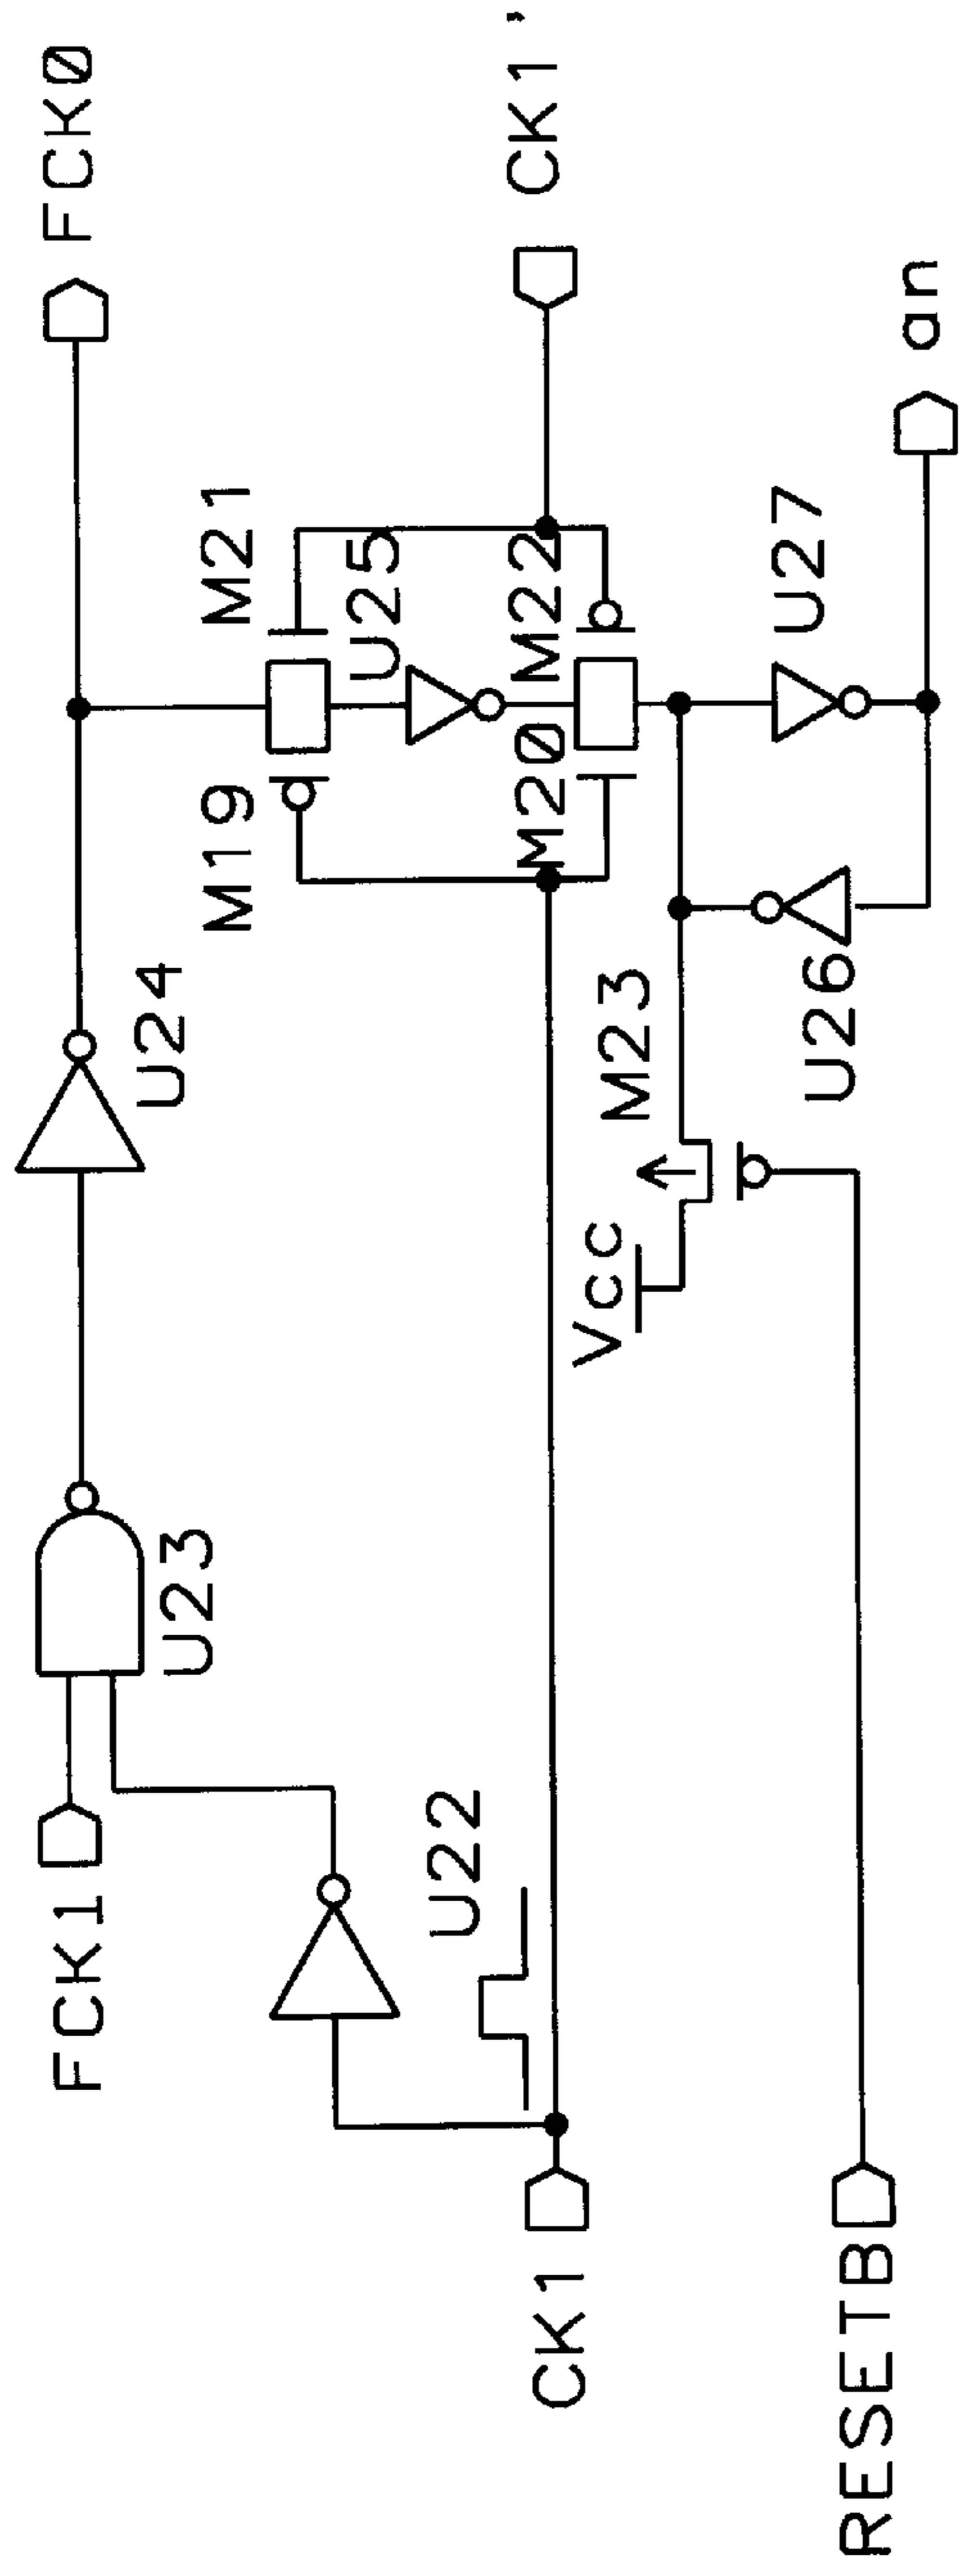 FCK1
U23
U24
FCK0
M19
M21
U25
U22
CK1
M20
M22
CK1'
Vcc
M23
U26
U27
RESETB
an